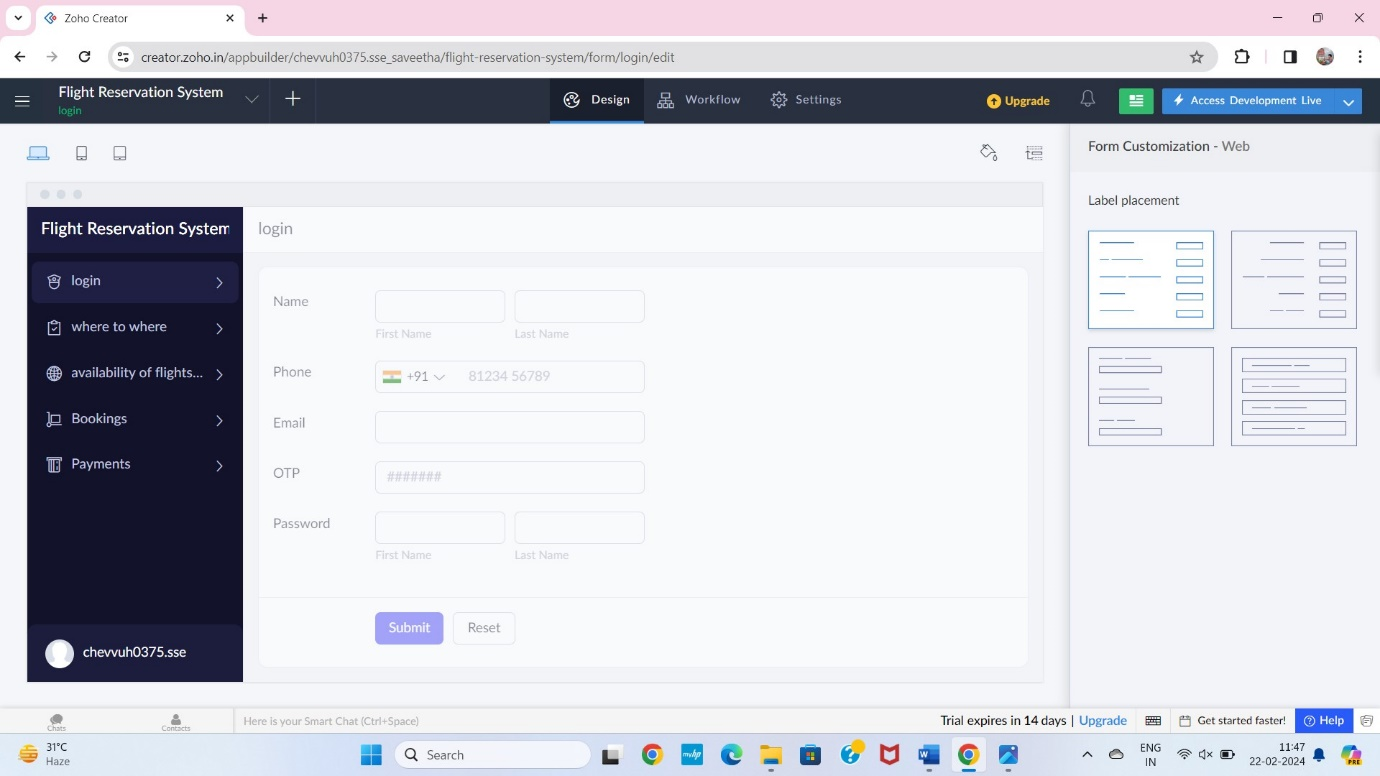 Zoho Creator
creator.zoho.in/appbuilder/chevvuh0375.sse_saveetha/flight-reservation-system/form/login/edit
Flight Reservation System
login
Design
Workflow
Settings
Upgrade
Access Development Live
Form Customization - Web
Label placement
Flight Reservation System
login
where to where
availability of flights...
Bookings
Payments
chevvuh0375.sse
login
Name
First Name
Last Name
Phone
+91
81234 56789
Email
OTP
#######
Password
First Name
Last Name
Submit
Reset
Chats
Contacts
Here is your Smart Chat (Ctrl+Space)
Trial expires in 14 days | Upgrade
Get started faster!
Help
31°C
Haze
Search
myhp
ENG
IN
11:47
22-02-2024
PRE